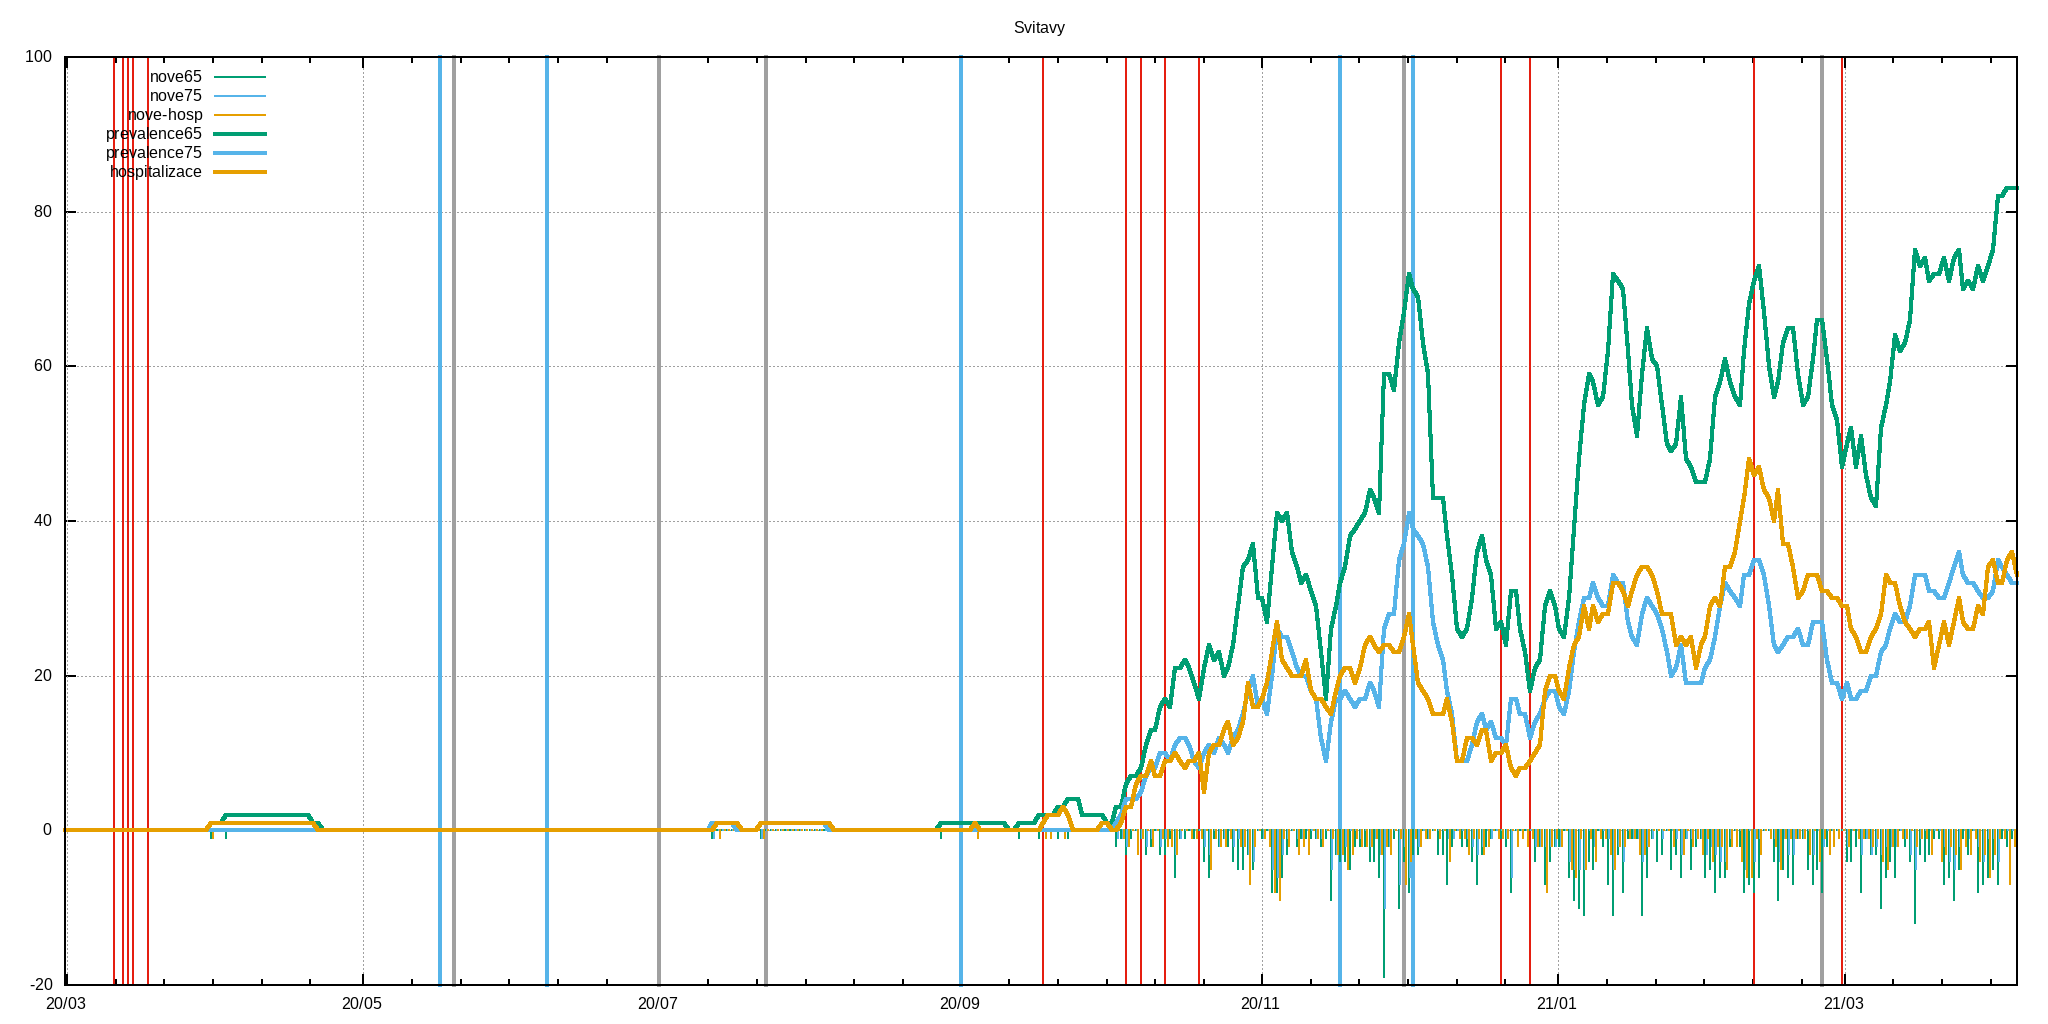 Svitavy
100
80
60
40
20
0
-20
nove65
nove75
nove-hosp
prevalence65
prevalence75
hospitalizace
20/03 20/05 20/07 20/09 20/11 21/01 21/03